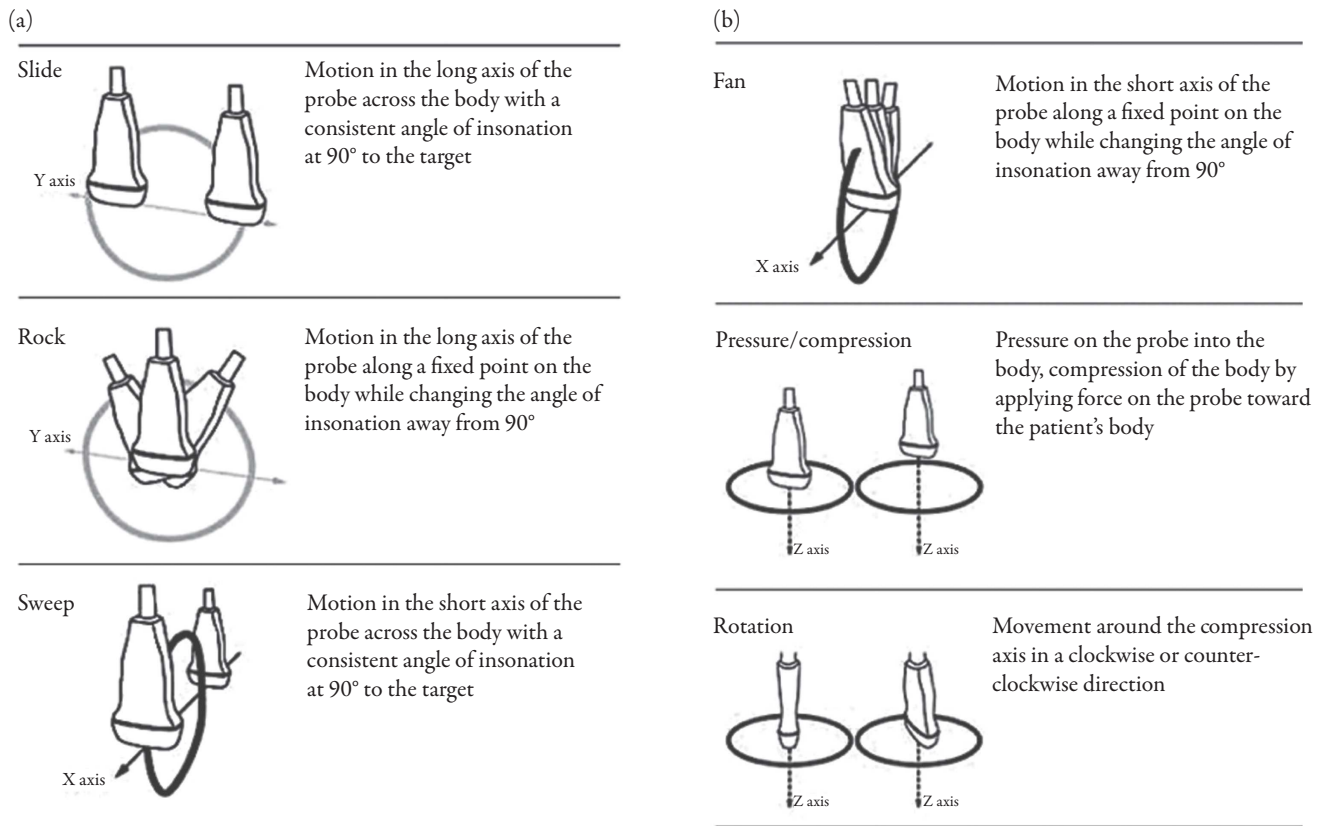 (a)
Slide
Motion in the long axis of the
probe across the body with a
consistent angle of insonation
at 90° to the target
Y axis
Rock
Motion in the long axis of the
probe along a fixed point on the
body while changing the angle of
insonation away from 90°
Y axis
Sweep
Motion in the short axis of the
probe across the body with a
consistent angle of insonation
at 90° to the target
X axis
(b)
Fan
Motion in the short axis of the
probe along a fixed point on the
body while changing the angle of
insonation away from 90°
X axis
Pressure/compression
Pressure on the probe into the
body, compression of the body by
applying force on the probe toward
the patient’s body
Z axis
Z axis
Rotation
Movement around the compression
axis in a clockwise or counter-
clockwise direction
Z axis
Z axis